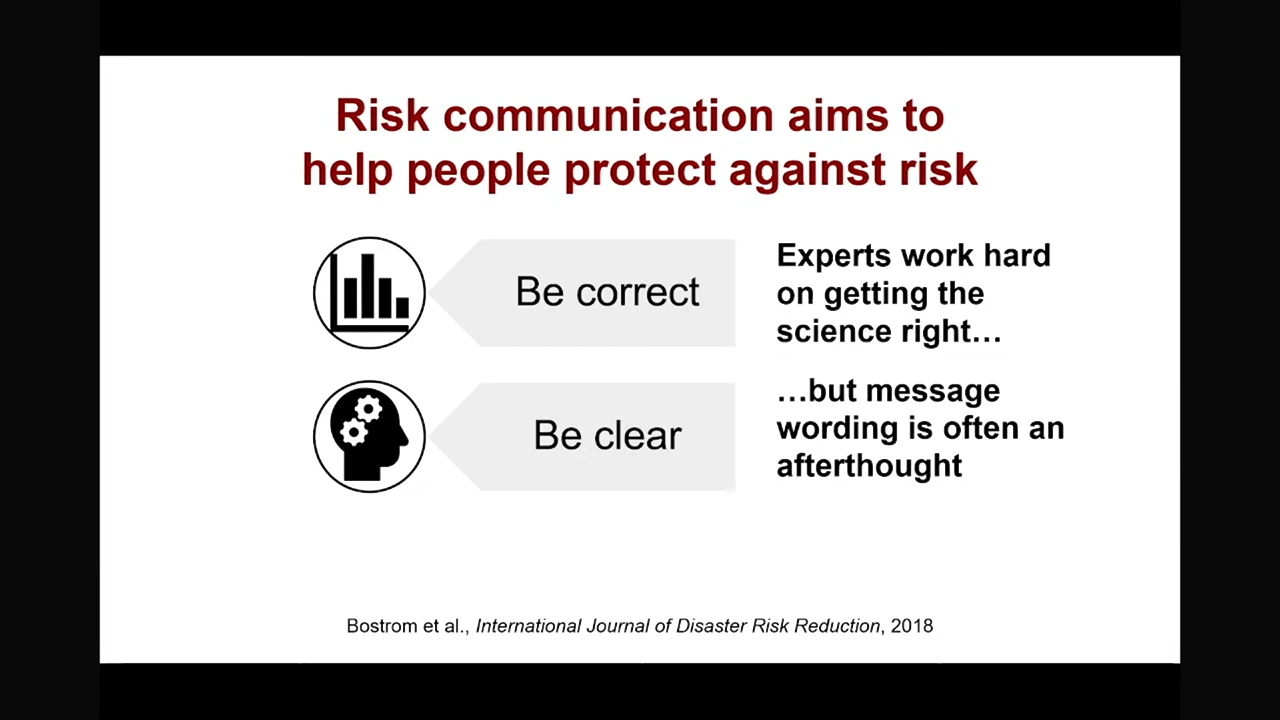 Risk communication aims to
help people protect against risk
Be correct
Experts work hard
on getting the
science right…
Be clear
…but message
wording is often an
afterthought
Bostrom et al., International Journal of Disaster Risk Reduction, 2018